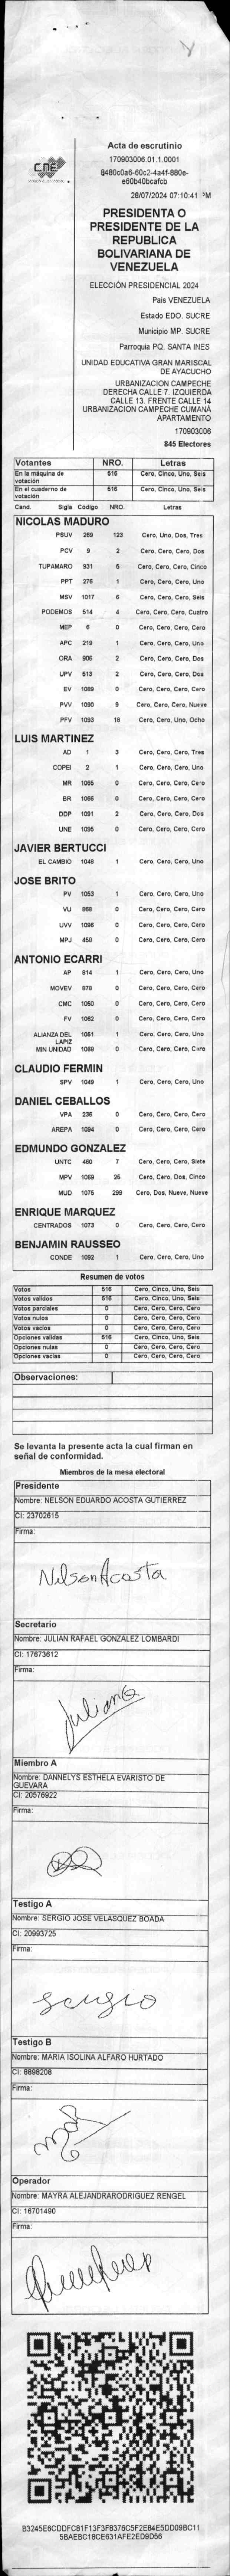 CNE
Acta de escrutinio
170903006.01.1.0001
8480c0a6-60c2-4a4f-880e-
e60b40bcafcb
28/07/2024 07:10:41 PM
PRESIDENTA O
PRESIDENTE DE LA
REPUBLICA
BOLIVARIANA DE
VENEZUELA
ELECCIÓN PRESIDENCIAL 2024
País VENEZUELA
Estado EDO. SUCRE
Municipio MP. SUCRE
Parroquia PQ. SANTA INES
UNIDAD EDUCATIVA GRAN MARISCAL
DE AYACUCHO
URBANIZACION CAMPECHE
DERECHA CALLE 7. IZQUIERDA
CALLE 13. FRENTE CALLE 14
URBANIZACION CAMPECHE CUMANÁ
APARTAMENTO
170903006
845 Electores
Votantes NRO. Letras
En la máquina de votación 516 Cero, Cinco, Uno, Seis
En el cuaderno de votación 516 Cero, Cinco, Uno, Seis
Cand. Sigla Código NRO. Letras
NICOLAS MADURO
PSUV 269 123 Cero, Uno, Dos, Tres
PCV 9 2 Cero, Cero, Cero, Dos
TUPAMARO 931 5 Cero, Cero, Cero, Cinco
PPT 276 1 Cero, Cero, Cero, Uno
MSV 1017 6 Cero, Cero, Cero, Seis
PODEMOS 514 4 Cero, Cero, Cero, Cuatro
MEP 6 0 Cero, Cero, Cero, Cero
APC 219 1 Cero, Cero, Cero, Uno
ORA 906 2 Cero, Cero, Cero, Dos
UPV 613 2 Cero, Cero, Cero, Dos
EV 1089 0 Cero, Cero, Cero, Cero
PVV 1090 9 Cero, Cero, Cero, Nueve
PFV 1093 18 Cero, Cero, Uno, Ocho
LUIS MARTINEZ
AD 1 3 Cero, Cero, Cero, Tres
COPEI 2 1 Cero, Cero, Cero, Uno
MR 1065 0 Cero, Cero, Cero, Cero
BR 1066 0 Cero, Cero, Cero, Cero
DDP 1091 2 Cero, Cero, Cero, Dos
UNE 1095 0 Cero, Cero, Cero, Cero
JAVIER BERTUCCI
EL CAMBIO 1048 1 Cero, Cero, Cero, Uno
JOSE BRITO
PV 1053 1 Cero, Cero, Cero, Uno
VU 868 0 Cero, Cero, Cero, Cero
UVV 1096 0 Cero, Cero, Cero, Cero
MPJ 459 0 Cero, Cero, Cero, Cero
ANTONIO ECARRI
AP 814 1 Cero, Cero, Cero, Uno
MOVEV 878 0 Cero, Cero, Cero, Cero
CMC 1050 0 Cero, Cero, Cero, Cero
FV 1062 0 Cero, Cero, Cero, Cero
ALIANZA DEL LAPIZ 1051 1 Cero, Cero, Cero, Uno
MIN UNIDAD 1068 0 Cero, Cero, Cero, Cero
CLAUDIO FERMIN
SPV 1049 1 Cero, Cero, Cero, Uno
DANIEL CEBALLOS
VPA 236 0 Cero, Cero, Cero, Cero
AREPA 1094 0 Cero, Cero, Cero, Cero
EDMUNDO GONZALEZ
UNTC 460 7 Cero, Cero, Cero, Siete
MPV 1069 25 Cero, Cero, Dos, Cinco
MUD 1075 299 Cero, Dos, Nueve, Nueve
ENRIQUE MARQUEZ
CENTRADOS 1073 0 Cero, Cero, Cero, Cero
BENJAMIN RAUSSEO
CONDE 1092 1 Cero, Cero, Cero, Uno
Resumen de votos
Votos 516 Cero, Cinco, Uno, Seis
Votos validos 516 Cero, Cinco, Uno, Seis
Votos parciales 0 Cero, Cero, Cero, Cero
Votos nulos 0 Cero, Cero, Cero, Cero
Votos vacios 0 Cero, Cero, Cero, Cero
Opciones validas 516 Cero, Cinco, Uno, Seis
Opciones nulas 0 Cero, Cero, Cero, Cero
Opciones vacias 0 Cero, Cero, Cero, Cero
Observaciones:
Se levanta la presente acta la cual firman en
señal de conformidad.
Miembros de la mesa electoral
Presidente
Nombre: NELSON EDUARDO ACOSTA GUTIERREZ
CI: 23702615
Firma:
Nelson Acosta
Secretario
Nombre: JULIAN RAFAEL GONZALEZ LOMBARDI
CI: 17673612
Firma:
Julian G
Miembro A
Nombre: DANNELYS ESTHELA EVARISTO DE
GUEVARA
CI: 20576922
Firma:
Testigo A
Nombre: SERGIO JOSE VELASQUEZ BOADA
CI: 20993725
Firma:
Sergio
Testigo B
Nombre: MARIA ISOLINA ALFARO HURTADO
CI: 8698208
Firma:
Operador
Nombre: MAYRA ALEJANDRARODRIGUEZ RENGEL
CI: 16701490
Firma:
B3245E6CDDFC81F13F3F8376C5F2E84E5DD09BC11
5BAEBC18CE631AFE2ED9D56